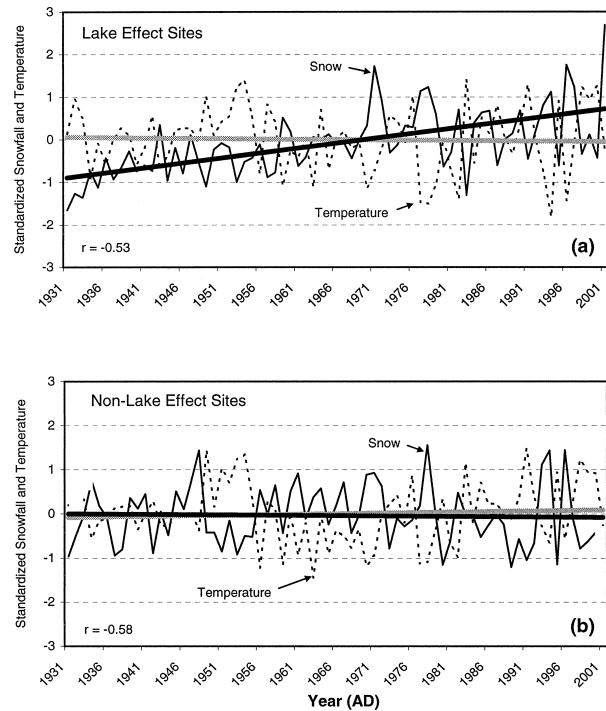 Standardized Snowfall and Temperature
3
2
1
0
-1
-2
-3
Lake Effect Sites
Snow
Temperature
r = -0.53
(a)
1931 1936 1941 1946 1951 1956 1961 1966 1971 1976 1981 1986 1991 1996 2001
Standardized Snowfall and Temperature
3
2
1
0
-1
-2
-3
Non-Lake Effect Sites
Snow
Temperature
r = -0.58
(b)
1931 1936 1941 1946 1951 1956 1961 1966 1971 1976 1981 1986 1991 1996 2001
Year (AD)